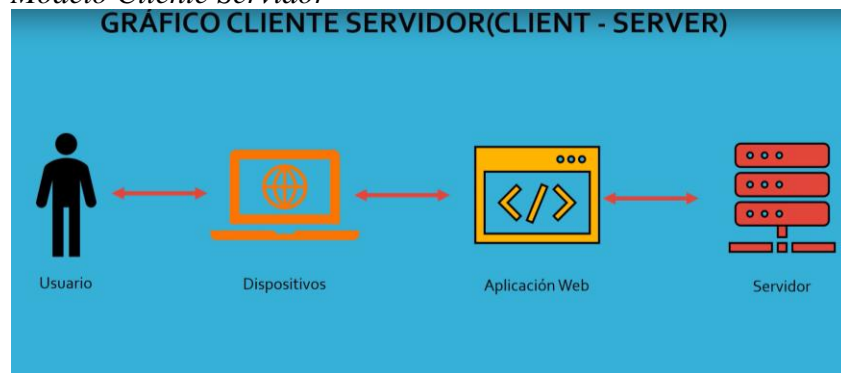 Modelo Cliente Servidor
GRÁFICO CLIENTE SERVIDOR(CLIENT - SERVER)
</>
Usuario
Dispositivos
Aplicación Web
Servidor